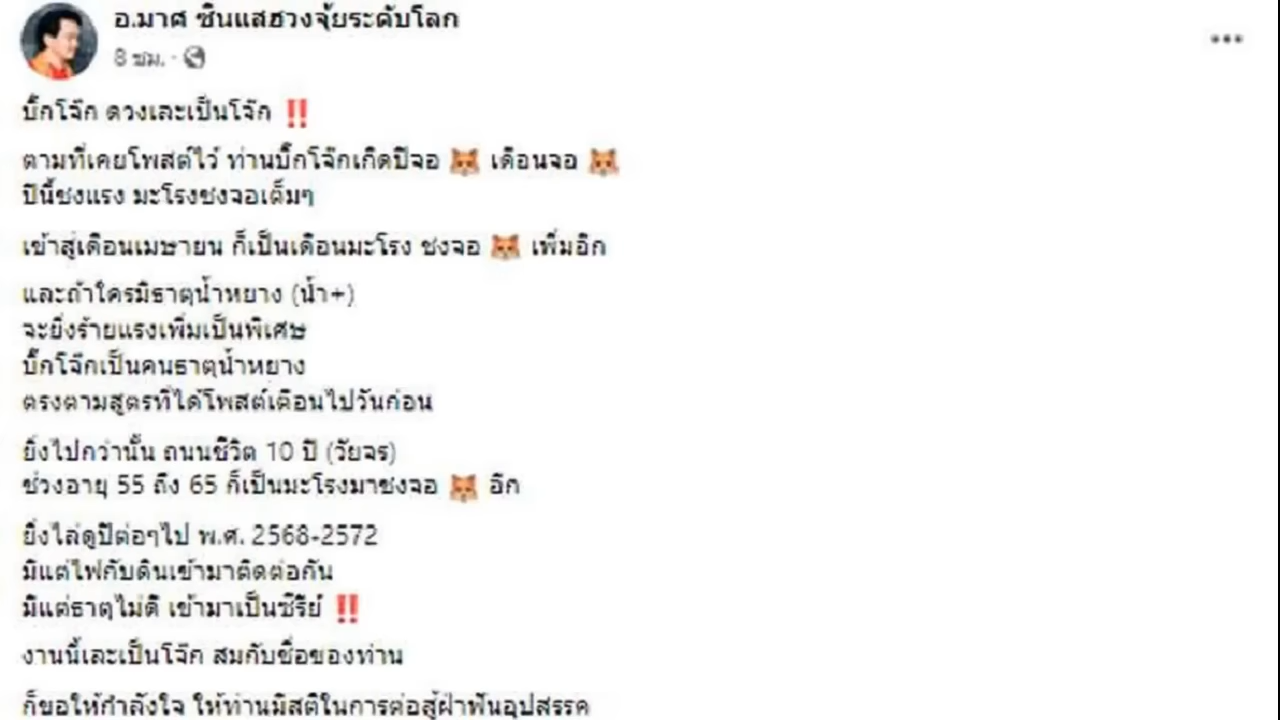 อ.มาศ ซินแสฮวงจุ้ยระดับโลก
8 ชม. ·
บิ๊กโจ๊ก ดวงเละเป็นโจ๊ก ‼️
ตามที่เคยโพสต์ไว้ ท่านบิ๊กโจ๊กเกิดปีจอ 🦊 เดือนจอ 🦊
ปีนี้ชงแรง มะโรงชงจอเต็มๆ
เข้าสู่เดือนเมษายน ก็เป็นเดือนมะโรง ชงจอ 🦊 เพิ่มอีก
และถ้าใครมีธาตุน้ำหยาง (น้ำ+)
จะยิ่งร้ายแรงเพิ่มเป็นพิเศษ
บิ๊กโจ๊กเป็นคนธาตุน้ำหยาง
ตรงตามสูตรที่ได้โพสต์เตือนไปวันก่อน
ยิ่งไปกว่านั้น ถนนชีวิต 10 ปี (วัยจร)
ช่วงอายุ 55 ถึง 65 ก็เป็นมะโรงมาชงจอ 🦊 อีก
ยิ่งไล่ดูปีต่อๆไป พ.ศ. 2568-2572
มีแต่ไฟกับดินเข้ามาติดต่อกัน
มีแต่ธาตุไม่ดี เข้ามาเป็นซีรีย์ ‼️
งานนี้เละเป็นโจ๊ก สมกับชื่อของท่าน
ก็ขอให้กำลังใจ ให้ท่านมีสติในการต่อสู้ฝ่าฟันอุปสรรค